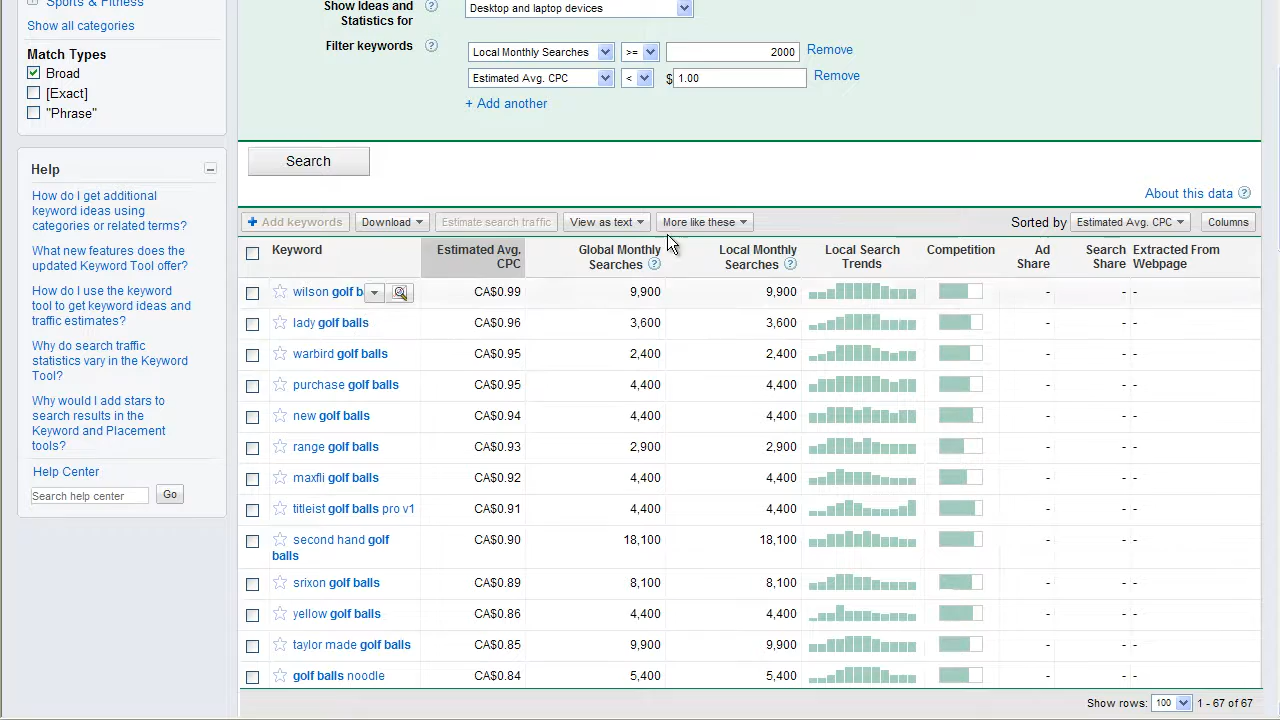 Sports & Fitness
Show all categories
Match Types
Broad
[Exact]
"Phrase"
Help
How do I get additional
keyword ideas using
categories or related terms?
What new features does the
updated Keyword Tool offer?
How do I use the keyword
tool to get keyword ideas and
traffic estimates?
Why do search traffic
statistics vary in the Keyword
Tool?
Why would I add stars to
search results in the
Keyword and Placement
tools?
Help Center
Search help center Go
Show Ideas and ? Desktop and laptop devices
Statistics for
Filter keywords ? Local Monthly Searches >= 2000 Remove
Estimated Avg. CPC < $ 1.00 Remove
+ Add another
Search
About this data ?
+ Add keywords Download Estimate search traffic View as text More like these Sorted by Estimated Avg. CPC Columns
Keyword Estimated Avg. CPC Global Monthly Searches ? Local Monthly Searches ? Local Search Trends Competition Ad Share Search Share Extracted From Webpage
wilson golf b CA$0.99 9,900 9,900 - - -
lady golf balls CA$0.96 3,600 3,600 - - -
warbird golf balls CA$0.95 2,400 2,400 - - -
purchase golf balls CA$0.95 4,400 4,400 - - -
new golf balls CA$0.94 4,400 4,400 - - -
range golf balls CA$0.93 2,900 2,900 - - -
maxfli golf balls CA$0.92 4,400 4,400 - - -
titleist golf balls pro v1 CA$0.91 4,400 4,400 - - -
second hand golf CA$0.90 18,100 18,100 - - -
balls
srixon golf balls CA$0.89 8,100 8,100 - - -
yellow golf balls CA$0.86 4,400 4,400 - - -
taylor made golf balls CA$0.85 9,900 9,900 - - -
golf balls noodle CA$0.84 5,400 5,400 - - -
Show rows: 100 1 - 67 of 67